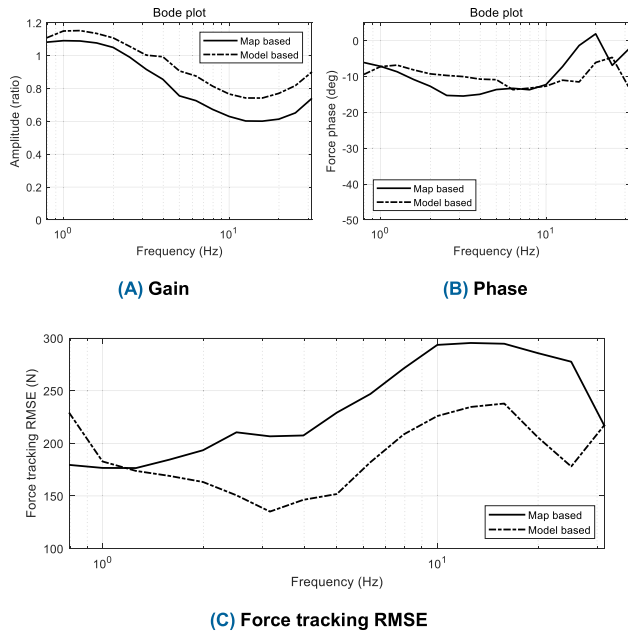 Bode plot
1.2
1
0.8
0.6
0.4
0.2
0
Amplitude (ratio)
Map based
Model based
10⁰
10¹
Frequency (Hz)
(A) Gain
Bode plot
0
-10
-20
-30
-40
-50
Force phase (deg)
Map based
Model based
10⁰
10¹
Frequency (Hz)
(B) Phase
300
250
200
150
100
Force tracking RMSE (N)
Map based
Model based
10⁰
10¹
Frequency (Hz)
(C) Force tracking RMSE